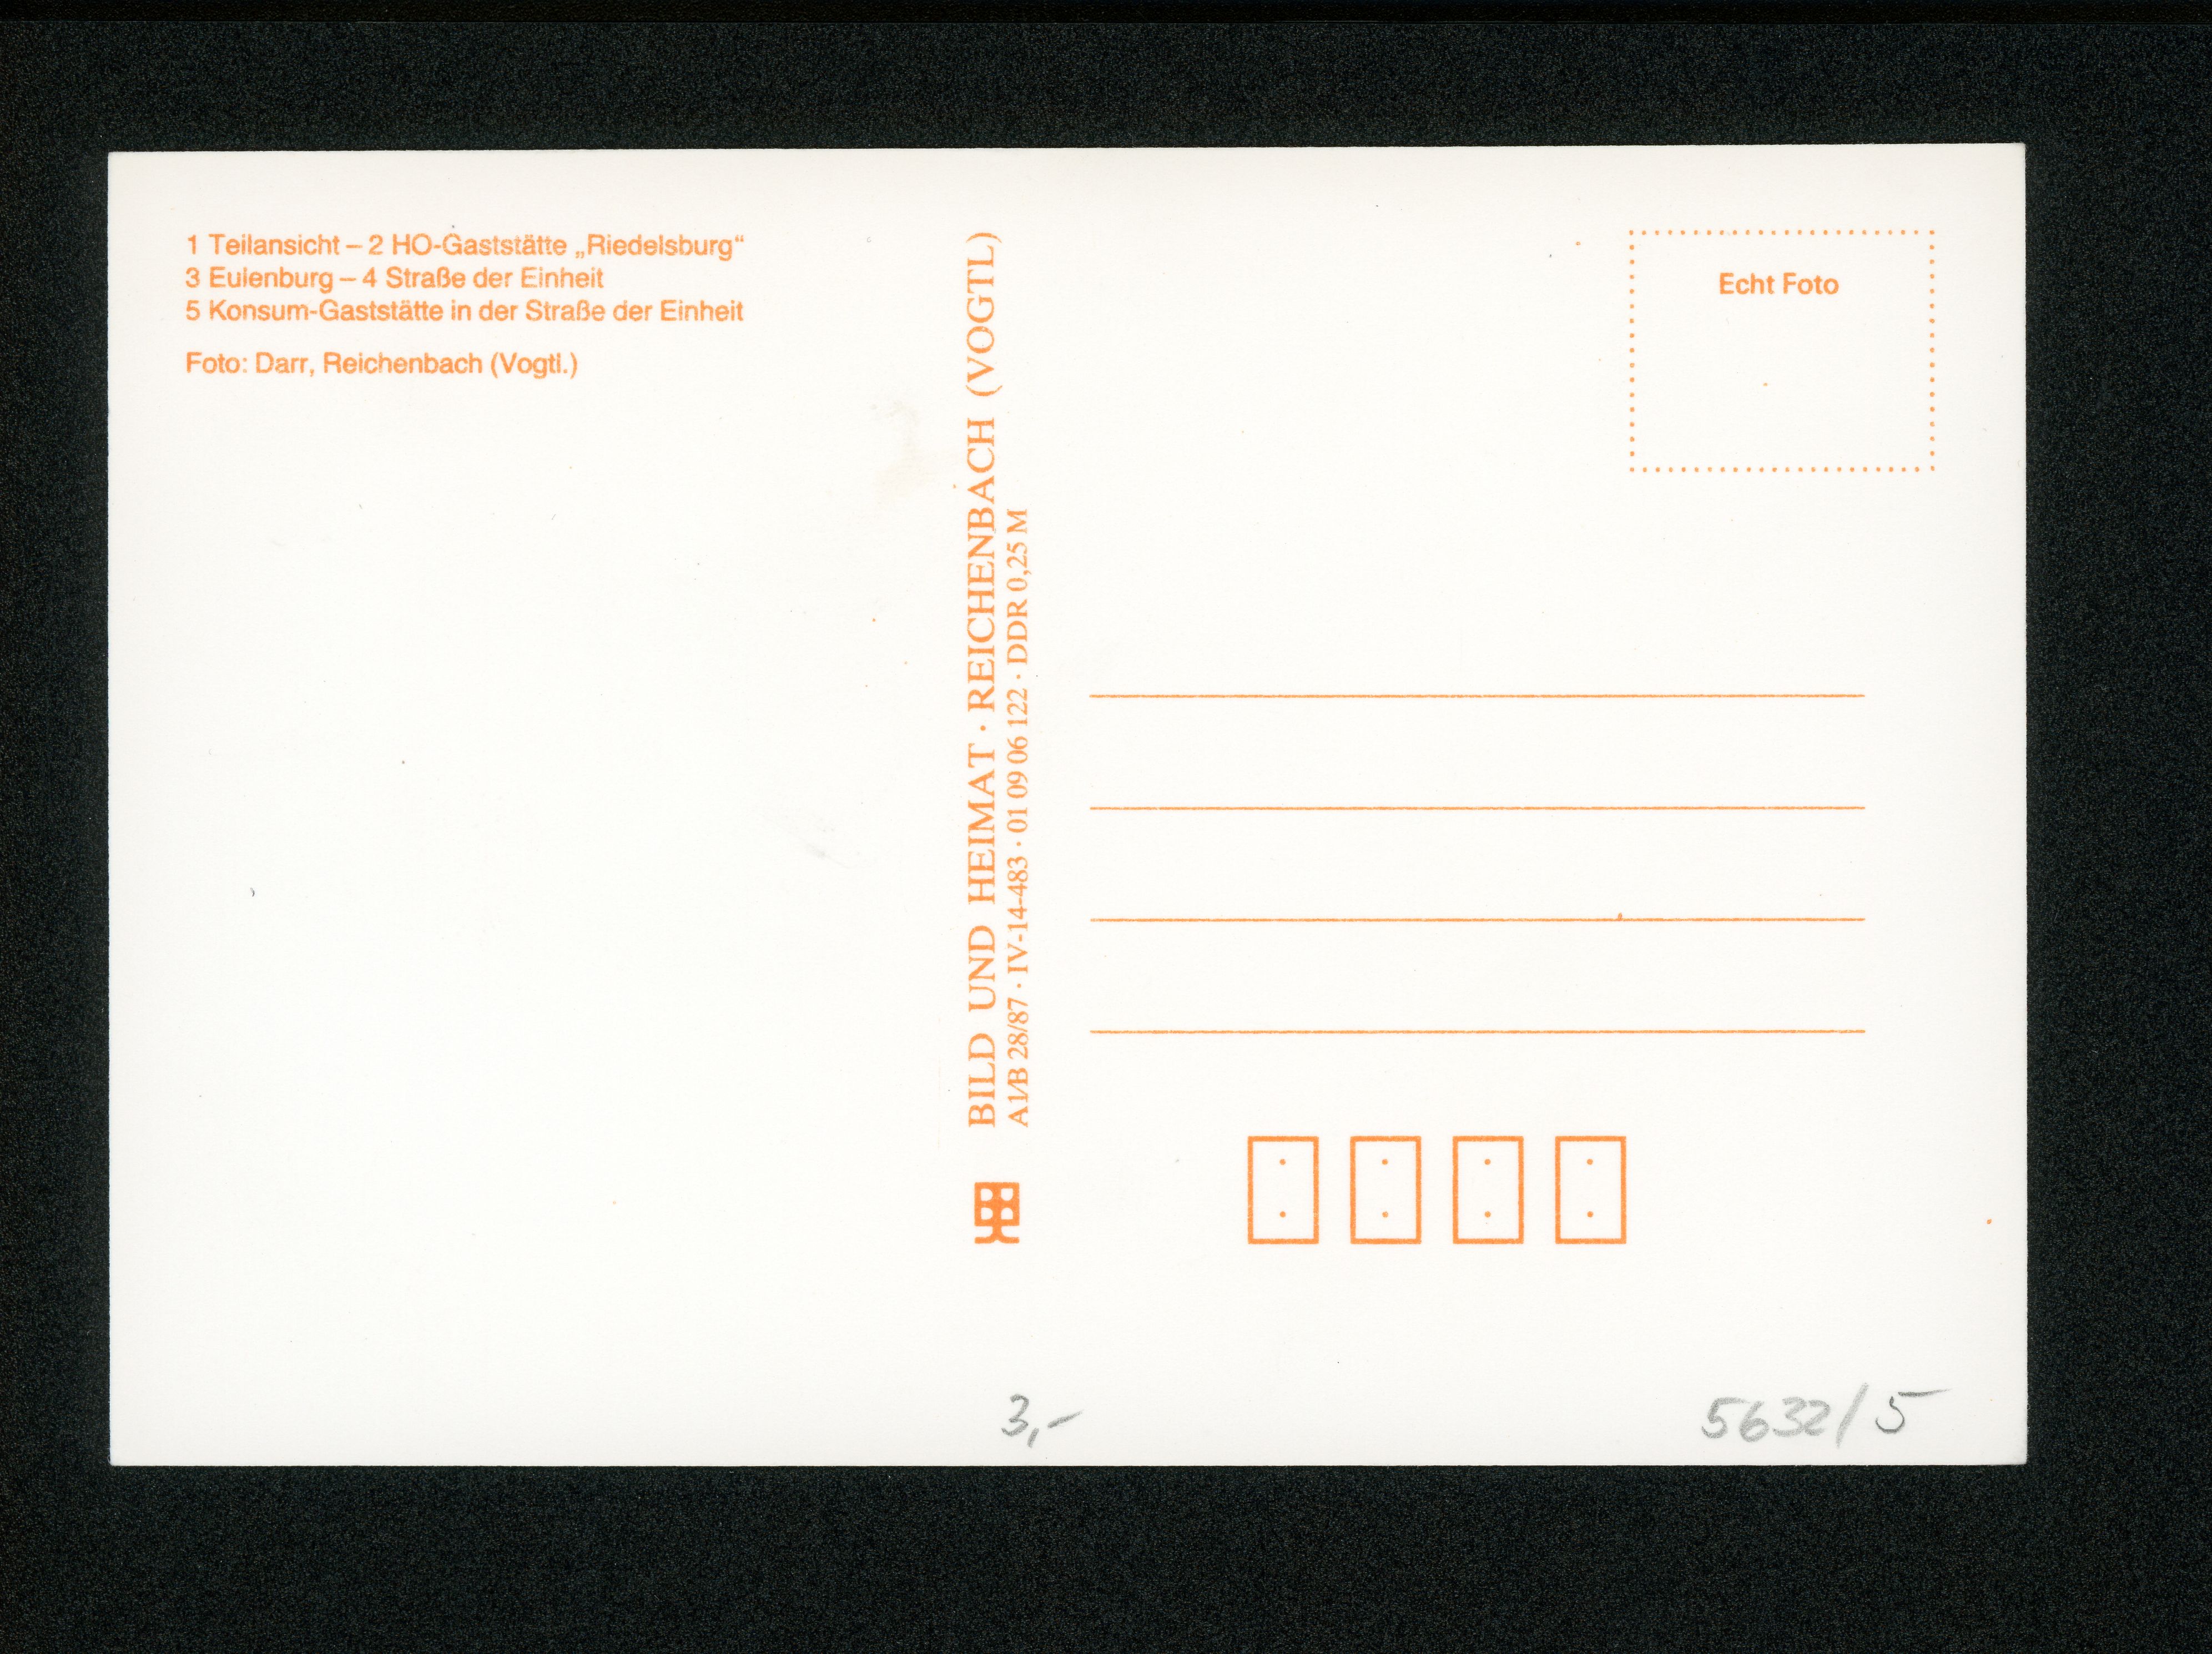 1 Teilansicht – 2 HO-Gaststätte „Riedelsburg“
3 Eulenburg – 4 Straße der Einheit
5 Konsum-Gaststätte in der Straße der Einheit
Foto: Darr, Reichenbach (Vogtl.)
BILD UND HEIMAT · REICHENBACH (VOGTL)
A1/B 28/87 · IV-14-483 · 01 09 06 122 · DDR 0,25 M
Echt Foto
3,-
5632/5